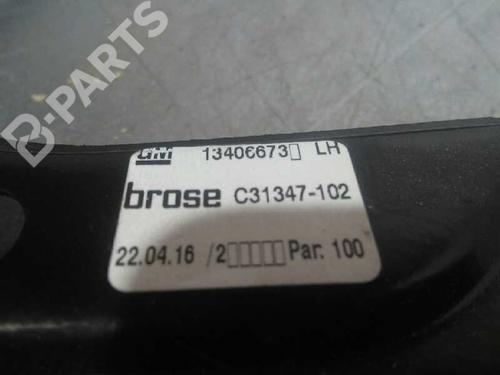 B-PARTS
GM 13406673▯ LH
brose C31347-102
22.04.16 /2▯▯▯▯▯ Par. 100